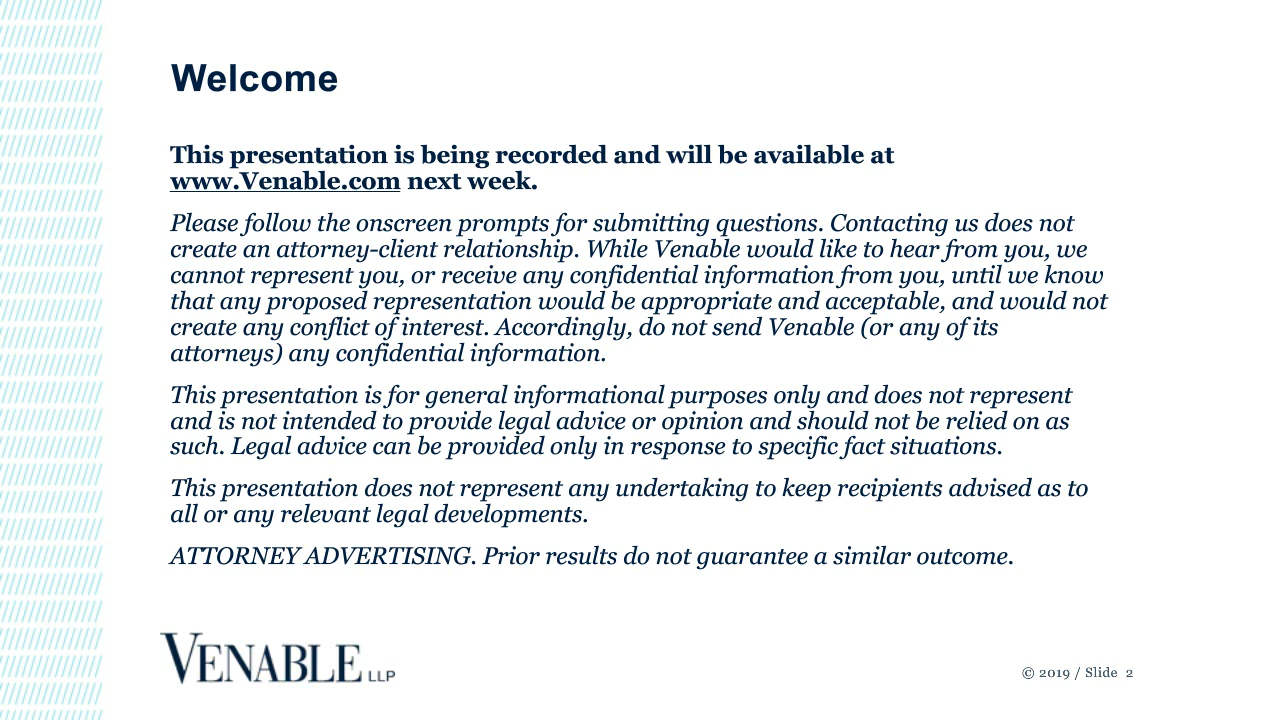 Welcome
This presentation is being recorded and will be available at
www.Venable.com next week.
Please follow the onscreen prompts for submitting questions. Contacting us does not
create an attorney-client relationship. While Venable would like to hear from you, we
cannot represent you, or receive any confidential information from you, until we know
that any proposed representation would be appropriate and acceptable, and would not
create any conflict of interest. Accordingly, do not send Venable (or any of its
attorneys) any confidential information.
This presentation is for general informational purposes only and does not represent
and is not intended to provide legal advice or opinion and should not be relied on as
such. Legal advice can be provided only in response to specific fact situations.
This presentation does not represent any undertaking to keep recipients advised as to
all or any relevant legal developments.
ATTORNEY ADVERTISING. Prior results do not guarantee a similar outcome.
VENABLE LLP
© 2019 / Slide 2